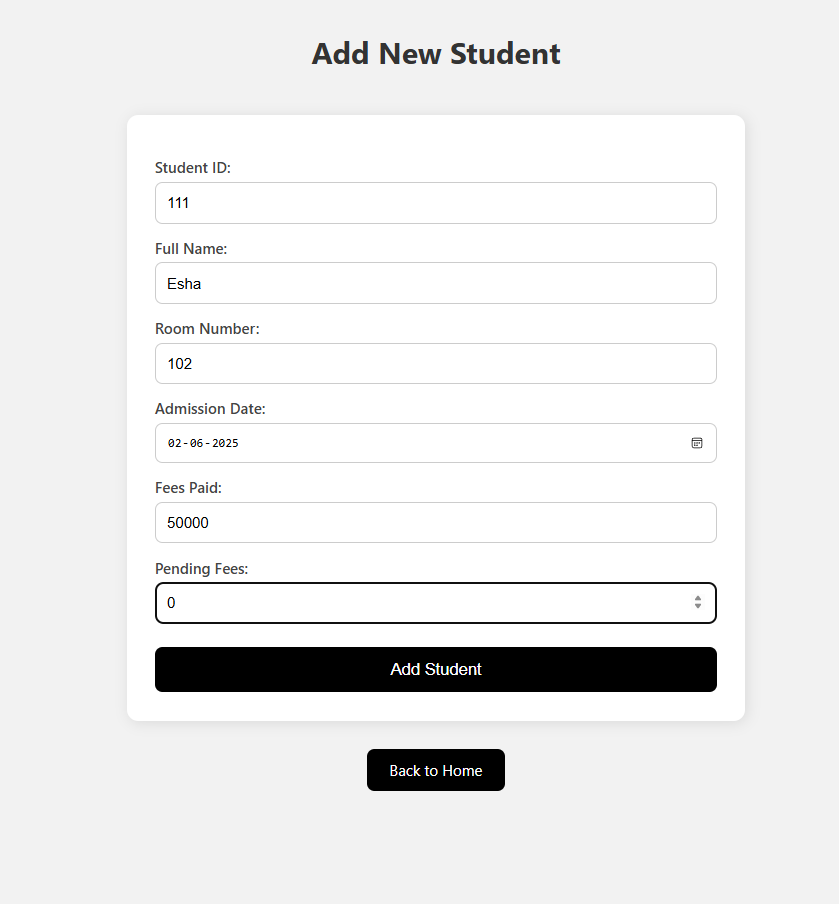 Add New Student
Student ID:
111
Full Name:
Esha
Room Number:
102
Admission Date:
02-06-2025
Fees Paid:
50000
Pending Fees:
0
Add Student
Back to Home